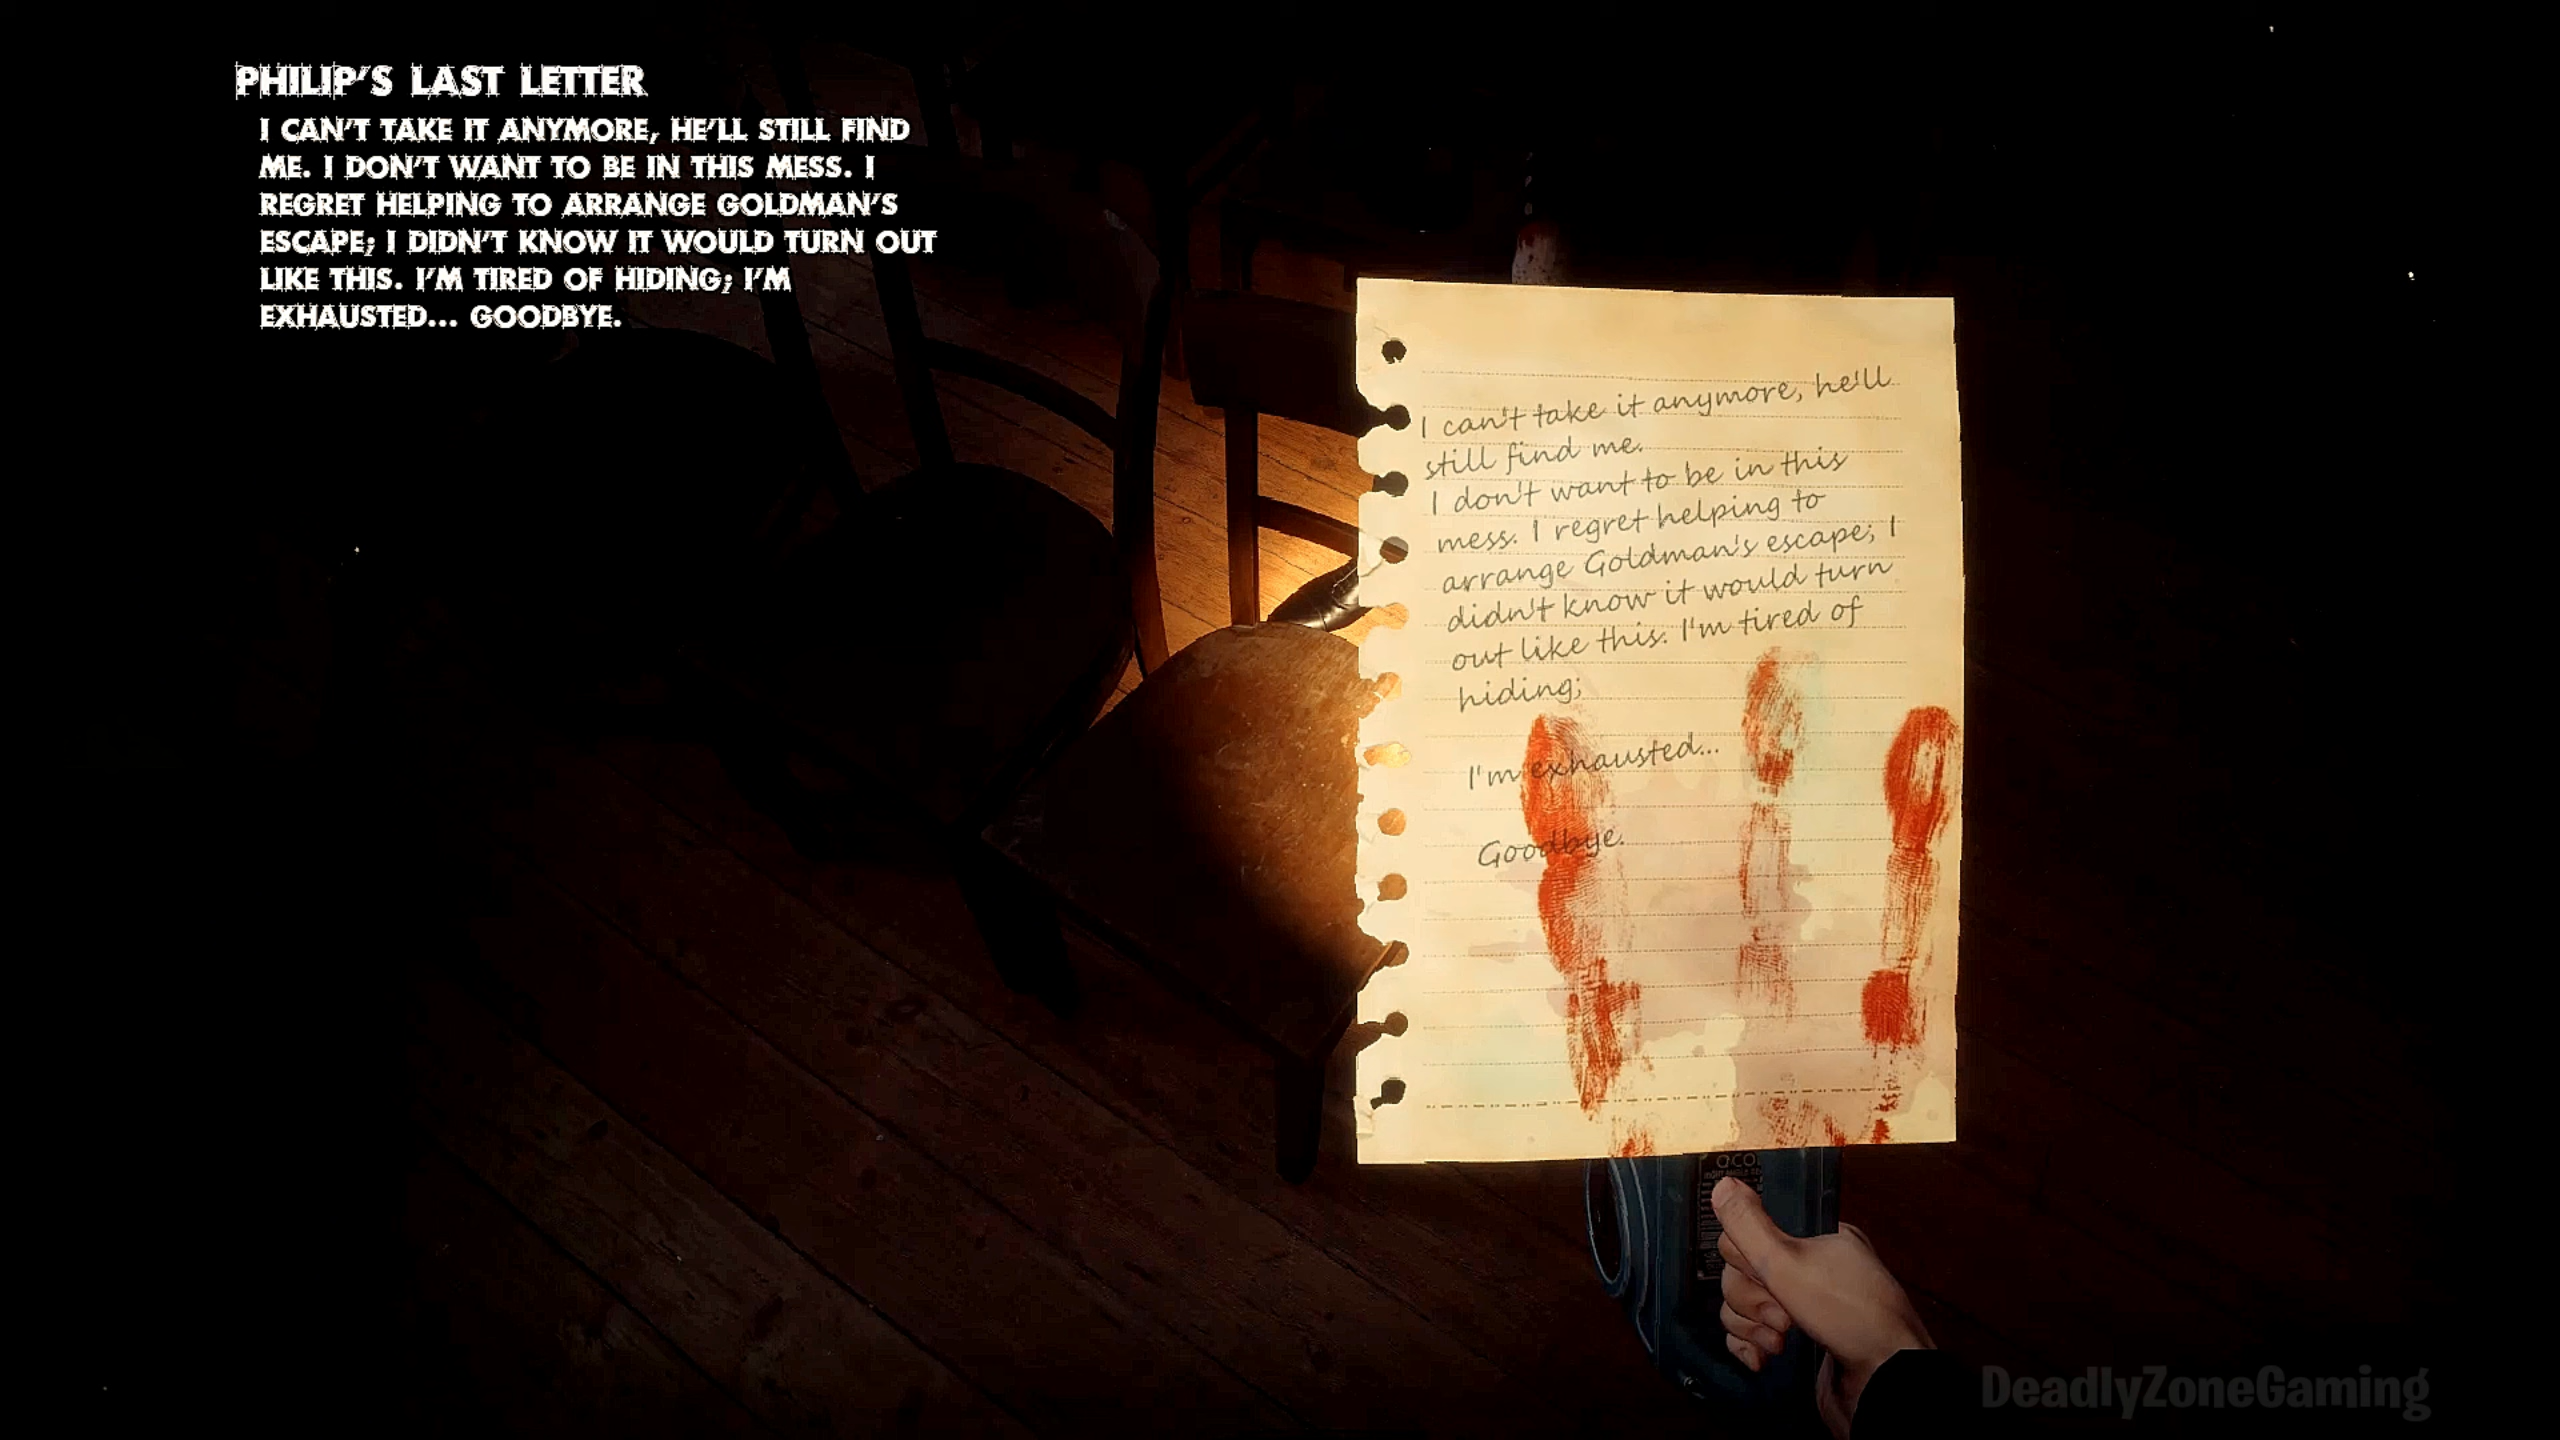 PHILIP'S LAST LETTER
I CAN'T TAKE IT ANYMORE, HE'LL STILL FIND
ME. I DON'T WANT TO BE IN THIS MESS. I
REGRET HELPING TO ARRANGE GOLDMAN'S
ESCAPE; I DIDN'T KNOW IT WOULD TURN OUT
LIKE THIS. I'M TIRED OF HIDING; I'M
EXHAUSTED... GOODBYE.
I can't take it anymore, he'll
still find me.
I don't want to be in this
mess. I regret helping to
arrange Goldman's escape; I
didn't know it would turn
out like this. I'm tired of
hiding;
I'm exhausted...
Goodbye.
DeadlyZoneGaming